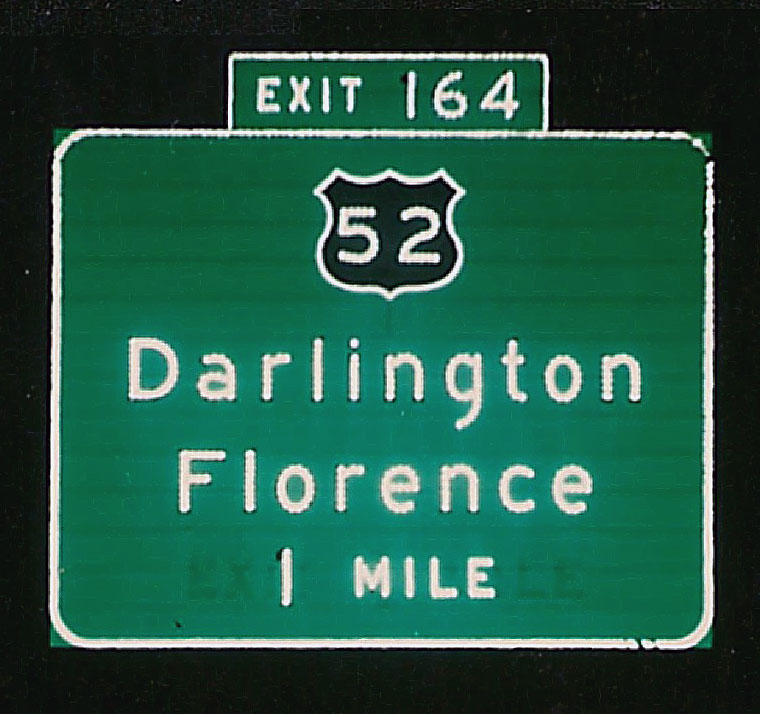 EXIT 164
52
Darlington
Florence
1 MILE